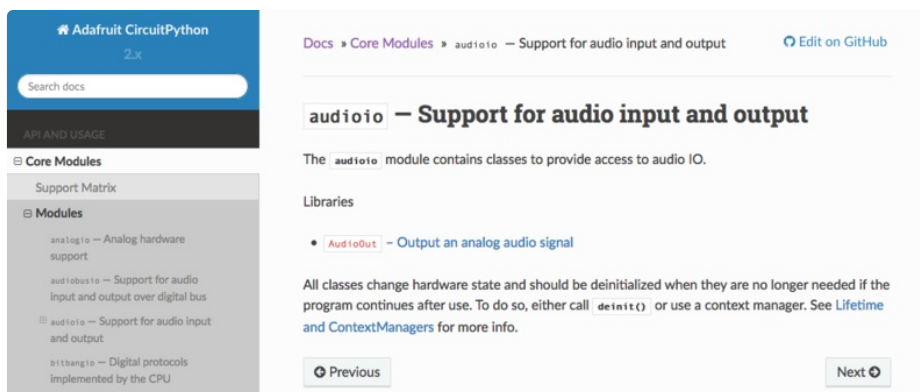 Adafruit CircuitPython
2.x
Search docs
API AND USAGE
Core Modules
Support Matrix
Modules
analogio — Analog hardware
support
audiobusio — Support for audio
input and output over digital bus
audioio — Support for audio input
and output
bitbangio — Digital protocols
implemented by the CPU
Docs » Core Modules » audioio — Support for audio input and output
Edit on GitHub
audioio — Support for audio input and output
The audioio module contains classes to provide access to audio IO.
Libraries
• AudioOut – Output an analog audio signal
All classes change hardware state and should be deinitialized when they are no longer needed if the
program continues after use. To do so, either call deinit() or use a context manager. See Lifetime
and ContextManagers for more info.
Previous
Next